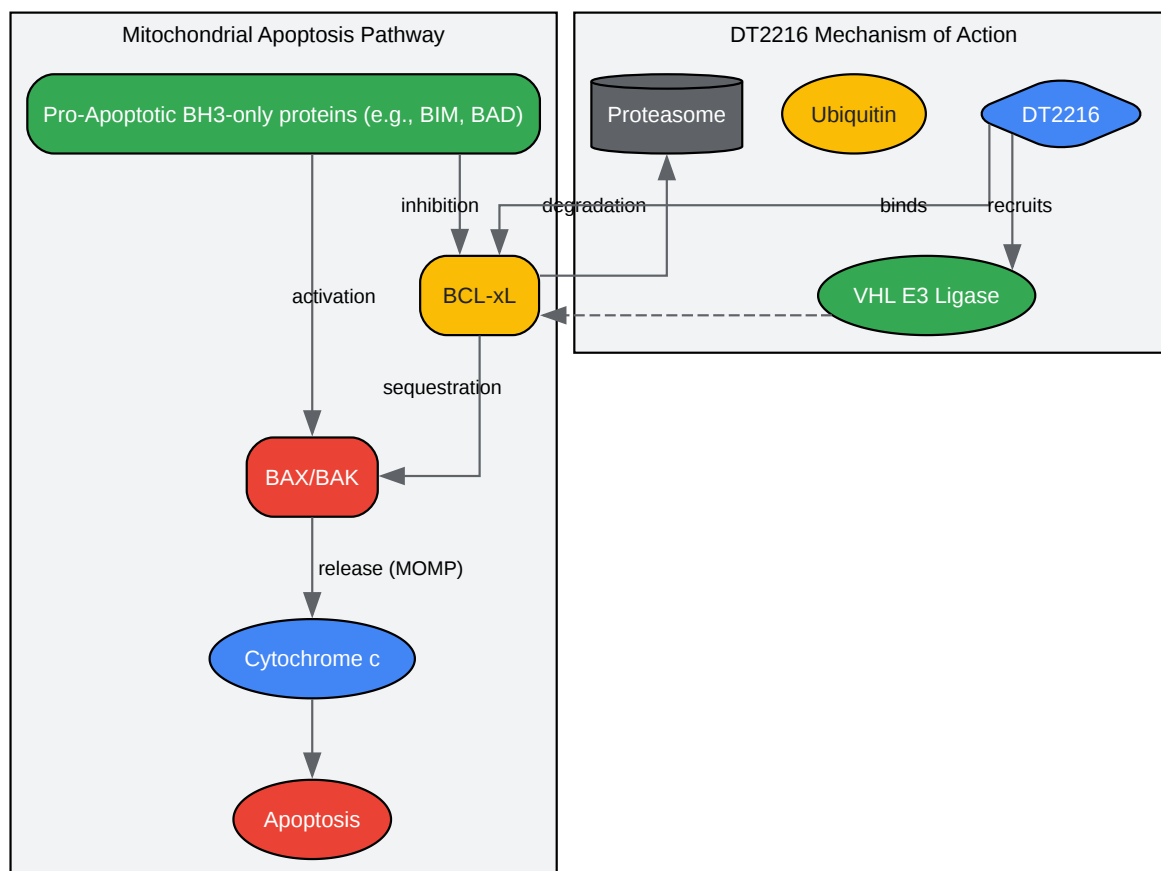 Mitochondrial Apoptosis Pathway
DT2216 Mechanism of Action
Pro-Apoptotic BH3-only proteins (e.g., BIM, BAD)
Proteasome
Ubiquitin
DT2216
inhibition
degradation
binds
recruits
activation
BCL-xL
VHL E3 Ligase
sequestration
BAX/BAK
release (MOMP)
Cytochrome c
Apoptosis